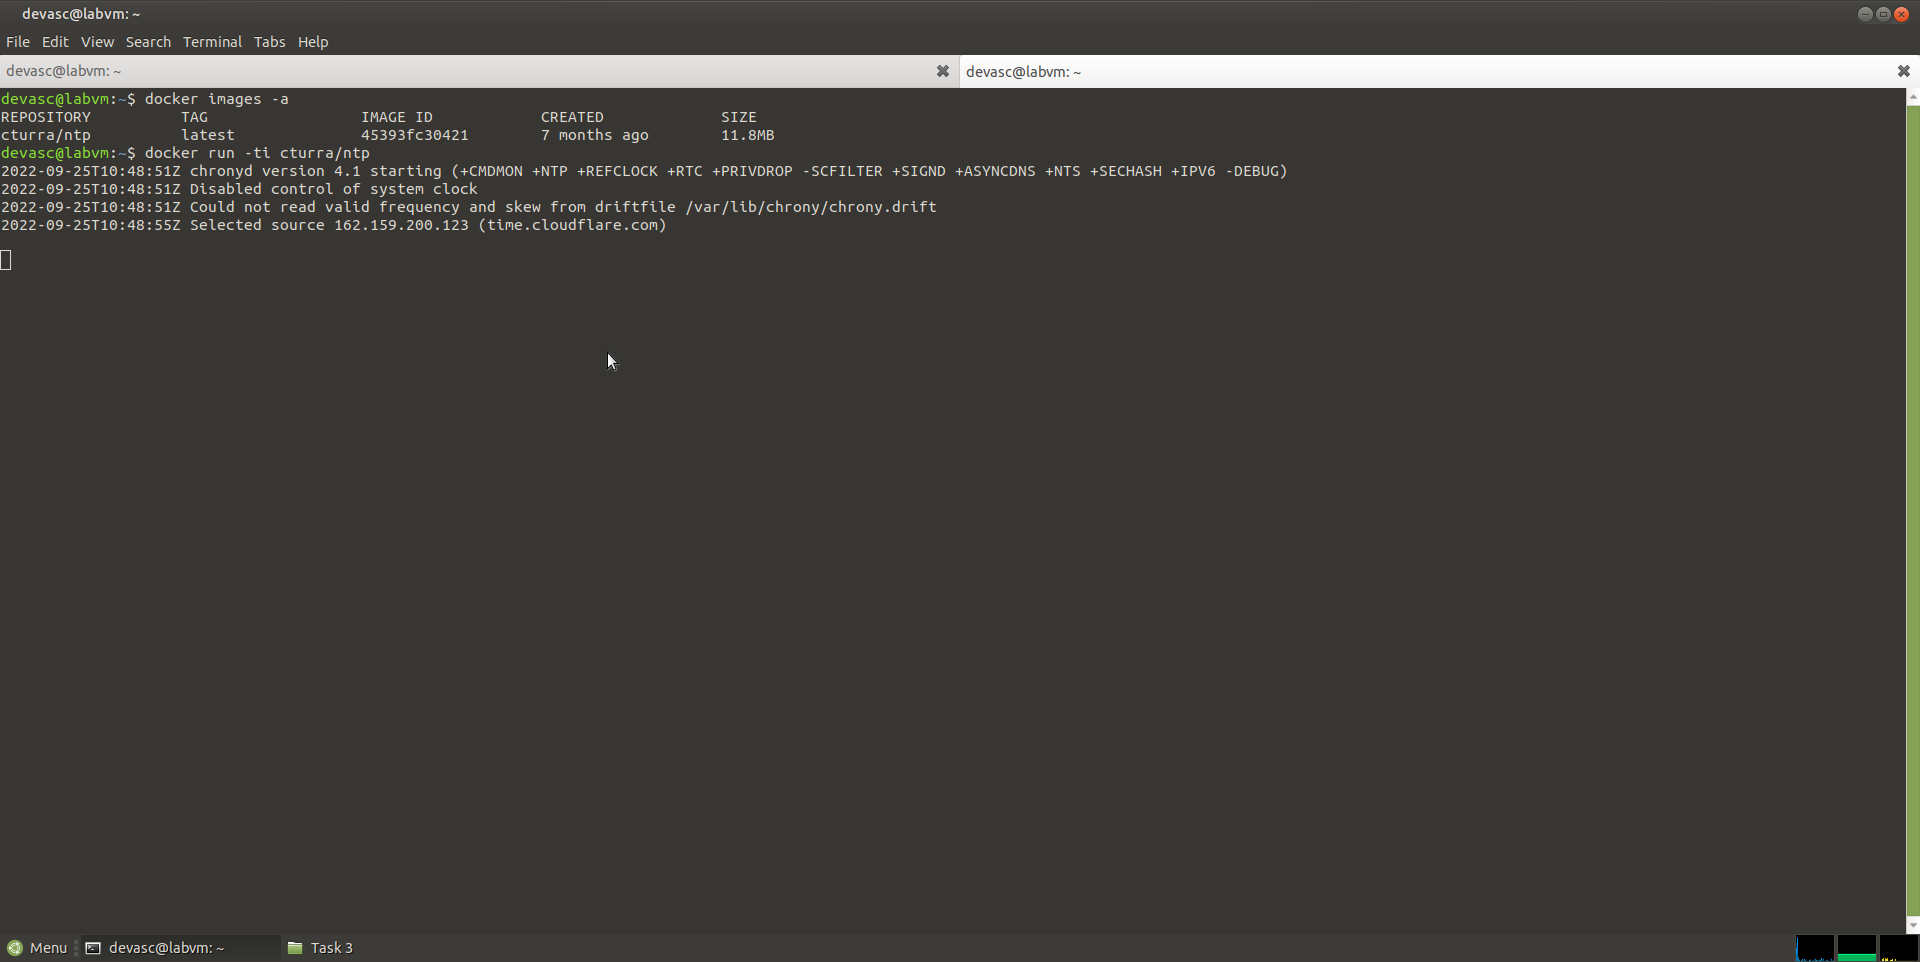 devasc@labvm: ~
File Edit View Search Terminal Tabs Help
devasc@labvm: ~ devasc@labvm: ~
devasc@labvm:~$ docker images -a
REPOSITORY TAG IMAGE ID CREATED SIZE
cturra/ntp latest 45393fc30421 7 months ago 11.8MB
devasc@labvm:~$ docker run -ti cturra/ntp
2022-09-25T10:48:51Z chronyd version 4.1 starting (+CMDMON +NTP +REFCLOCK +RTC +PRIVDROP -SCFILTER +SIGND +ASYNCDNS +NTS +SECHASH +IPV6 -DEBUG)
2022-09-25T10:48:51Z Disabled control of system clock
2022-09-25T10:48:51Z Could not read valid frequency and skew from driftfile /var/lib/chrony/chrony.drift
2022-09-25T10:48:55Z Selected source 162.159.200.123 (time.cloudflare.com)
Menu devasc@labvm: ~ Task 3